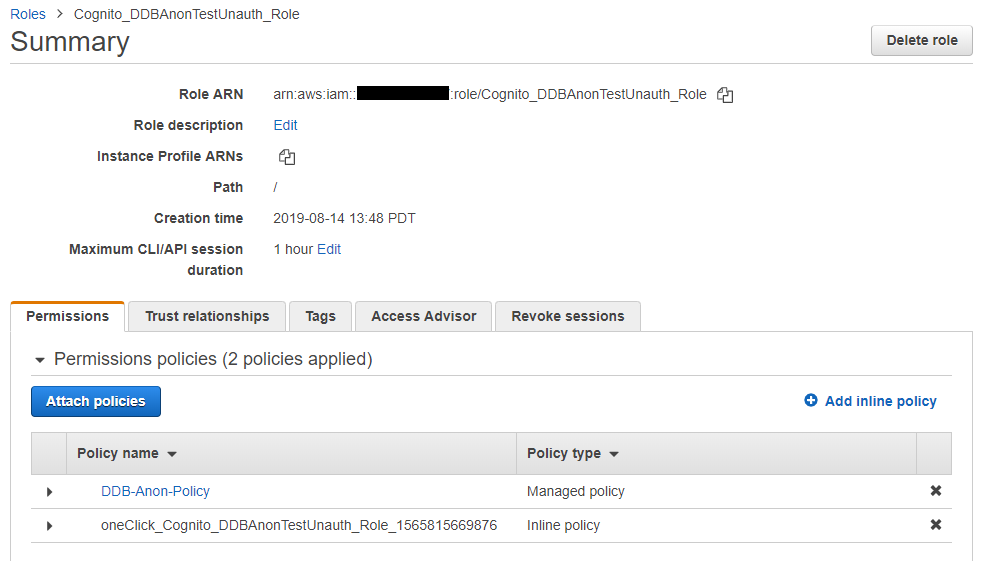 Roles > Cognito_DDBAnonTestUnauth_Role
Summary
Delete role
Role ARN arn:aws:iam:: :role/Cognito_DDBAnonTestUnauth_Role
Role description Edit
Instance Profile ARNs
Path /
Creation time 2019-08-14 13:48 PDT
Maximum CLI/API session 1 hour Edit
duration
Permissions Trust relationships Tags Access Advisor Revoke sessions
Permissions policies (2 policies applied)
Attach policies Add inline policy
Policy name Policy type
DDB-Anon-Policy Managed policy
oneClick_Cognito_DDBAnonTestUnauth_Role_1565815669876 Inline policy